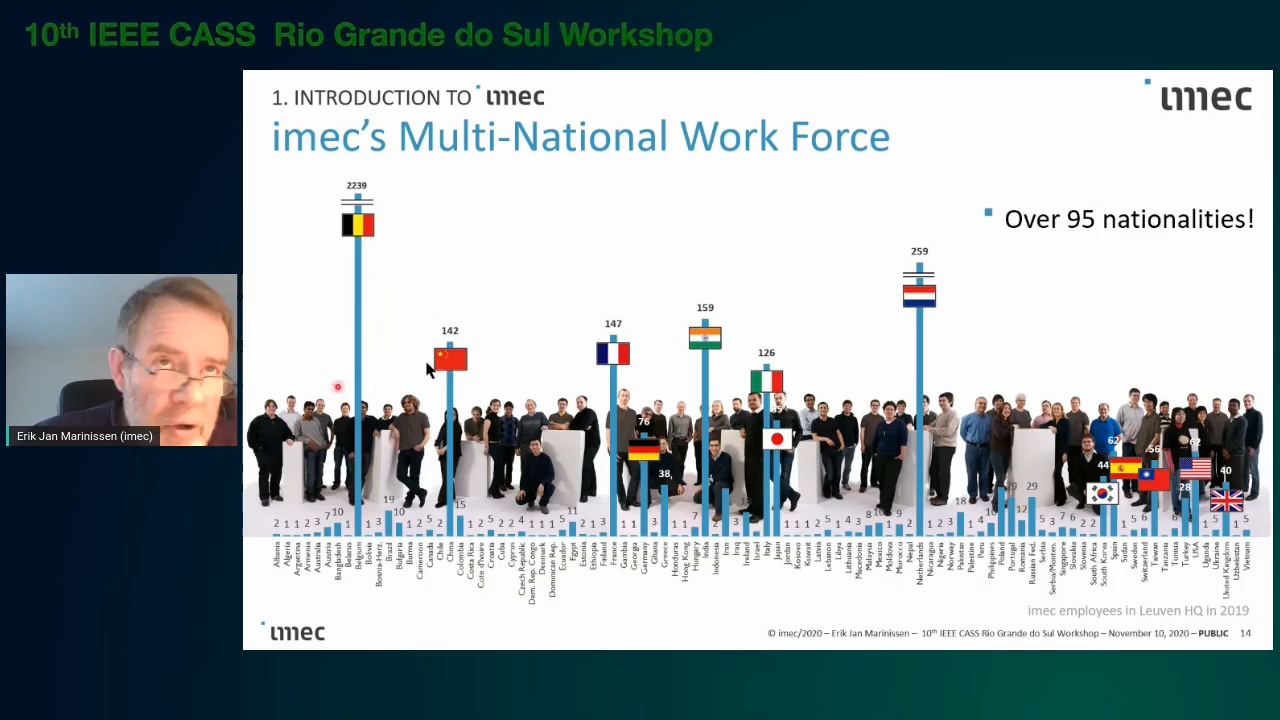 10th IEEE CASS Rio Grande do Sul Workshop
1. INTRODUCTION TO imec
imec
imec's Multi-National Work Force
Over 95 nationalities!
2239
259
159
147
142
126
76
62
62
56
44
40
38
29
29
28
19
18
15
imec employees in Leuven HQ in 2019
imec
© imec/2020 – Erik Jan Marinissen – 10th IEEE CASS Rio Grande do Sul Workshop – November 10, 2020 – PUBLIC 14
Erik Jan Marinissen (imec)
Albania
Algeria
Argentina
Armenia
Australia
Austria
Bangladesh
Belarus
Belgium
Bolivia
Bosnia-Herz.
Brazil
Bulgaria
Burma
Cameroon
Canada
Chile
China
Colombia
Costa Rica
Cote d'Ivoire
Croatia
Cuba
Cyprus
Czech Republic
Dem. Rep. Congo
Denmark
Dominican Rep.
Ecuador
Egypt
Estonia
Ethiopia
Finland
France
Gambia
Georgia
Germany
Ghana
Greece
Honduras
Hong Kong
Hungary
India
Indonesia
Iran
Iraq
Ireland
Israel
Italy
Japan
Jordan
Kosovo
Kuwait
Latvia
Lebanon
Libya
Lithuania
Macedonia
Malaysia
Mexico
Moldova
Morocco
Nepal
Netherlands
Nicaragua
Nigeria
Norway
Pakistan
Palestine
Peru
Philippines
Poland
Portugal
Romania
Russian Fed.
Serbia
Serbia/Monte
Singapore
Slovakia
Slovenia
South Africa
South Korea
Spain
Sudan
Sweden
Switzerland
Taiwan
Tanzania
Tunisia
Turkey
USA
Uganda
Ukraine
United Kingdom
Uzbekistan
Vietnam